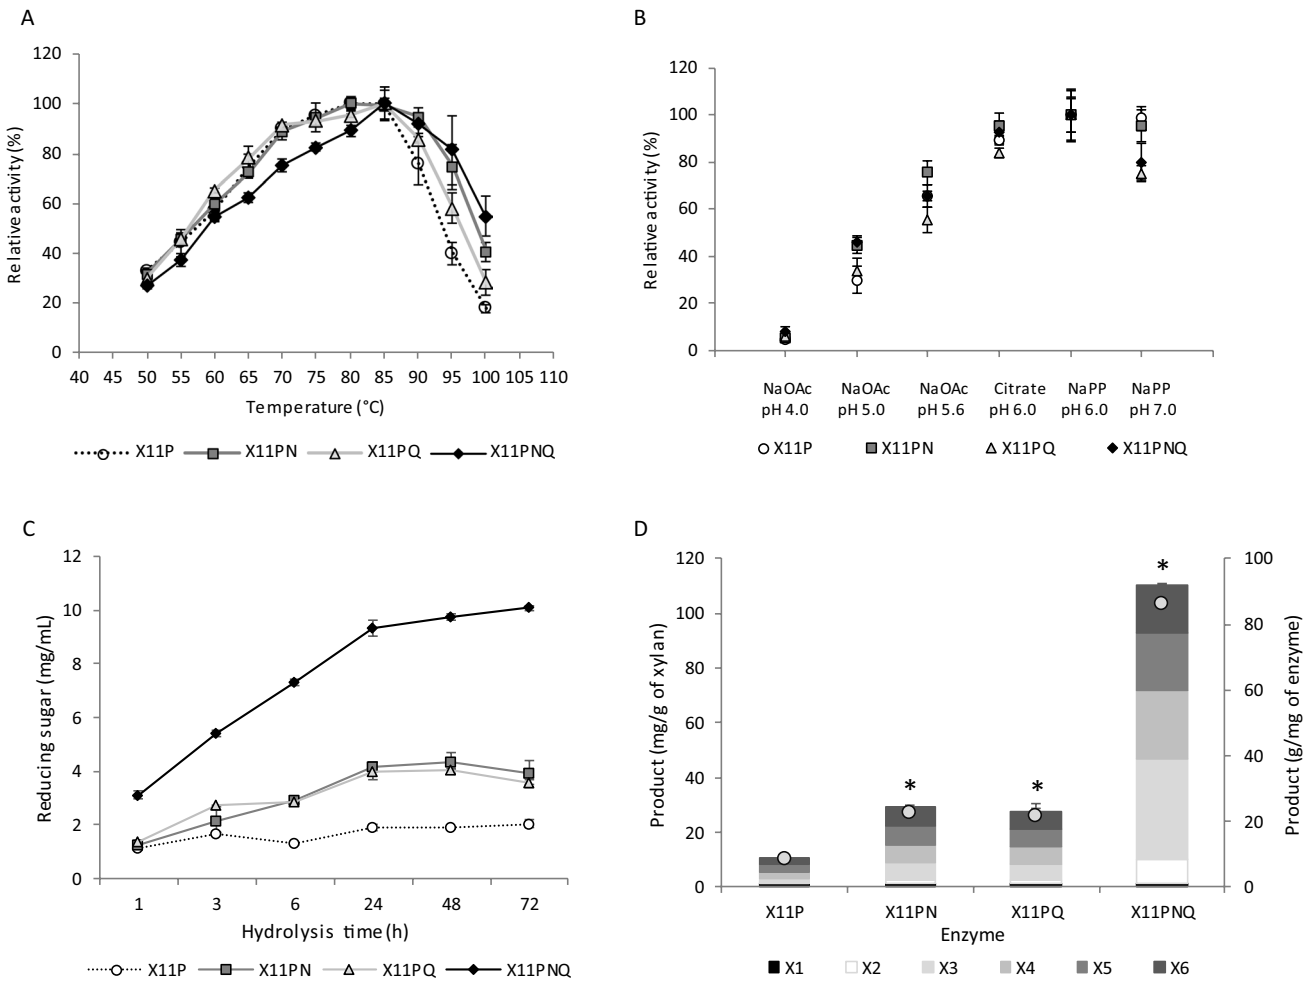 A
120
100
80
60
40
20
0
Relative activity (%)
40 45 50 55 60 65 70 75 80 85 90 95 100 105 110
Temperature (°C)
X11P X11PN X11PQ X11PNQ
B
120
100
80
60
40
20
0
Relative activity (%)
NaOAc NaOAc NaOAc Citrate NaPP NaPP
pH 4.0 pH 5.0 pH 5.6 pH 6.0 pH 6.0 pH 7.0
X11P X11PN X11PQ X11PNQ
C
12
10
8
6
4
2
0
Reducing sugar (mg/mL)
1 3 6 24 48 72
Hydrolysis time (h)
X11P X11PN X11PQ X11PNQ
D
120
100
80
60
40
20
0
Product (mg/g of xylan)
* * *
100
80
60
40
20
0
Product (g/mg of enzyme)
X11P X11PN X11PQ X11PNQ
Enzyme
X1 X2 X3 X4 X5 X6